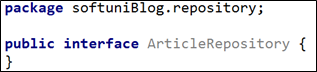 package softuniBlog.repository;
public interface ArticleRepository {
}